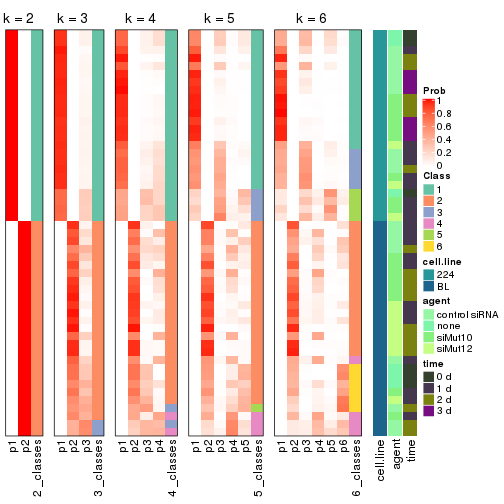 k = 2
k = 3
k = 4
k = 5
k = 6
p1
p2
2_classes
p1
p2
p3
3_classes
p1
p2
p3
p4
4_classes
p1
p2
p3
p4
p5
5_classes
p1
p2
p3
p4
p5
p6
6_classes
cell.line
agent
time
Prob
1
0.8
0.6
0.4
0.2
0
Class
1
2
3
4
5
6
cell.line
224
BL
agent
control siRNA
none
siMut10
siMut12
time
0 d
1 d
2 d
3 d